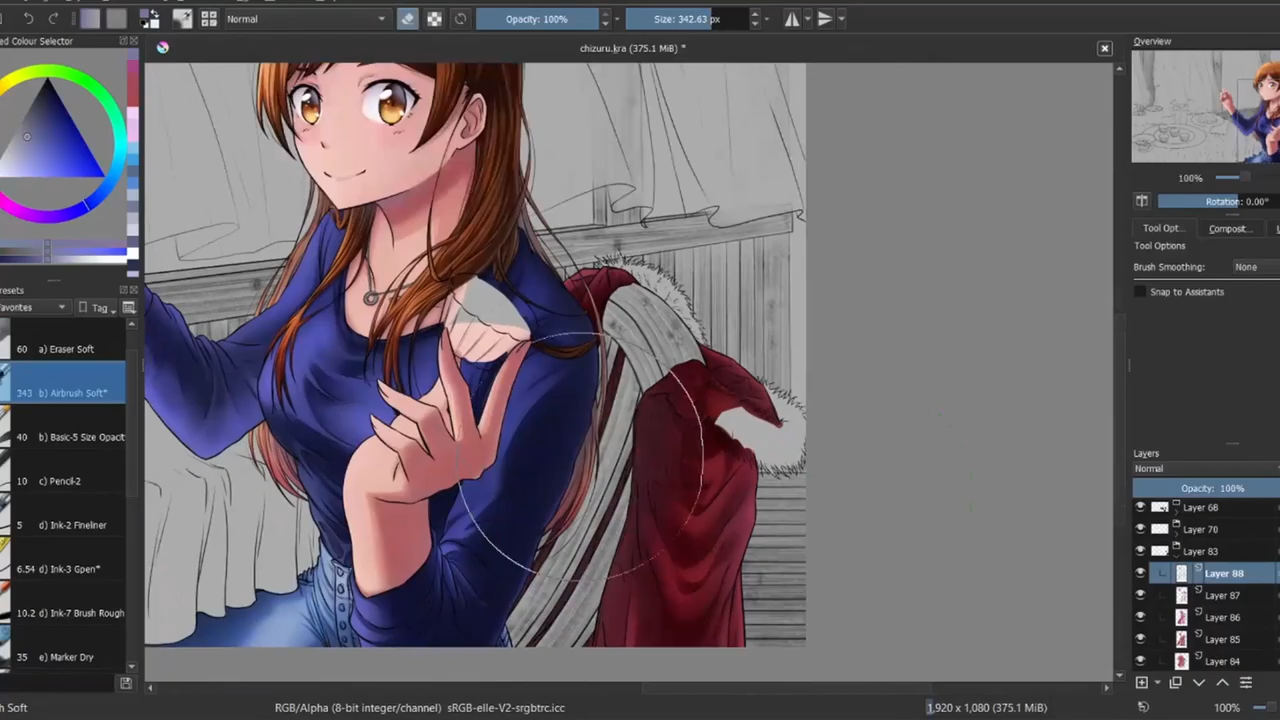 Normal
Opacity: 100%
Size: 342.63 px
ed Colour Selector
chizuru.kra (375.1 MiB) *
Overview
100%
Rotation: 0.00°
Tool Opt...
Composit...
Tool Options
Brush Smoothing:
None
Snap to Assistants
resets
avorites
Tag
60 a) Eraser Soft
343 b) Airbrush Soft*
40 b) Basic-5 Size Opacit
10 c) Pencil-2
5 d) Ink-2 Fineliner
6.54 d) Ink-3 Gpen*
10.2 d) Ink-7 Brush Rough
35 e) Marker Dry
Layers
Normal
Opacity: 100%
Layer 68
Layer 70
Layer 83
Layer 88
Layer 87
Layer 86
Layer 85
Layer 84
h Soft
RGB/Alpha (8-bit integer/channel) sRGB-elle-V2-srgbtrc.icc
1,920 x 1,080 (375.1 MiB)
100%